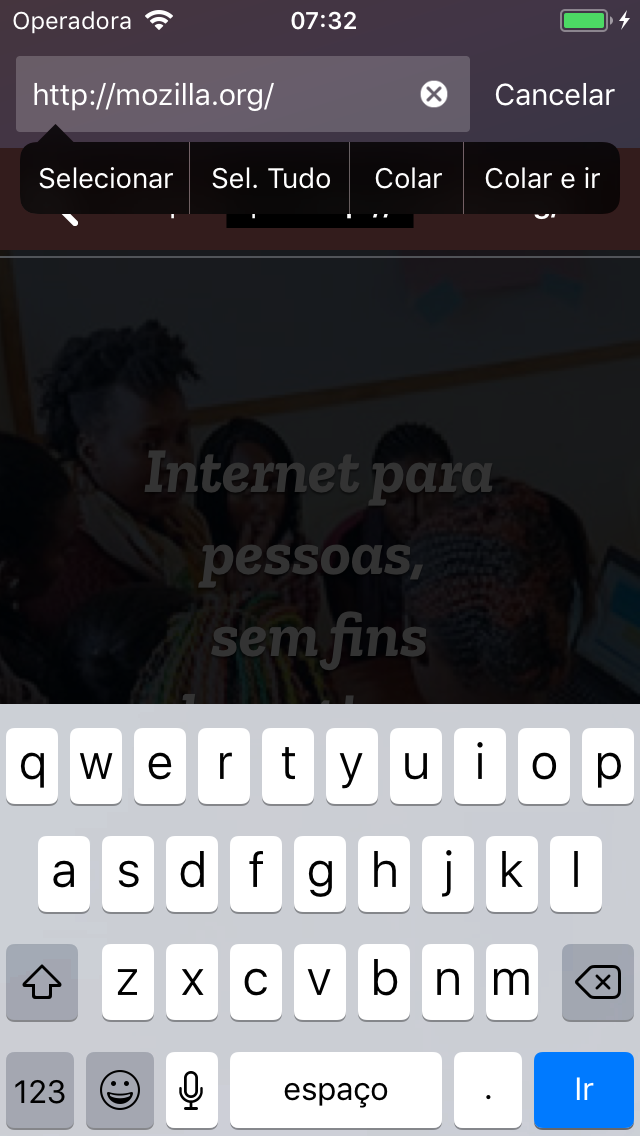 Operadora 07:32
http://mozilla.org/ Cancelar
Selecionar Sel. Tudo Colar Colar e ir
Internet para
pessoas,
sem fins
q w e r t y u i o p
a s d f g h j k l
z x c v b n m
123 espaço . Ir